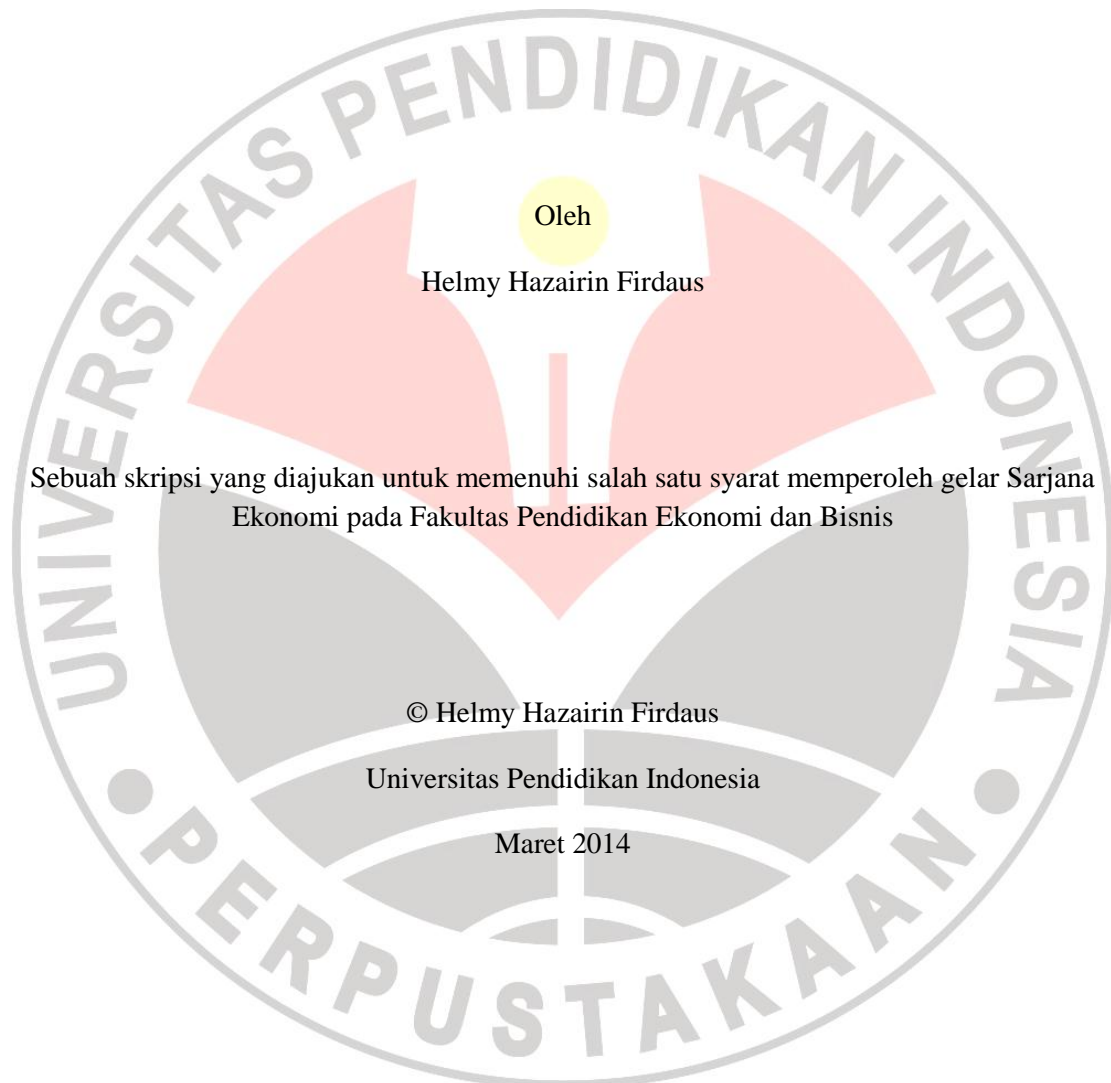 UNIVERSITAS PENDIDIKAN INDONESIA
Oleh
Helmy Hazairin Firdaus
Sebuah skripsi yang diajukan untuk memenuhi salah satu syarat memperoleh gelar Sarjana
Ekonomi pada Fakultas Pendidikan Ekonomi dan Bisnis
© Helmy Hazairin Firdaus
Universitas Pendidikan Indonesia
Maret 2014
PERPUSTAKAAN